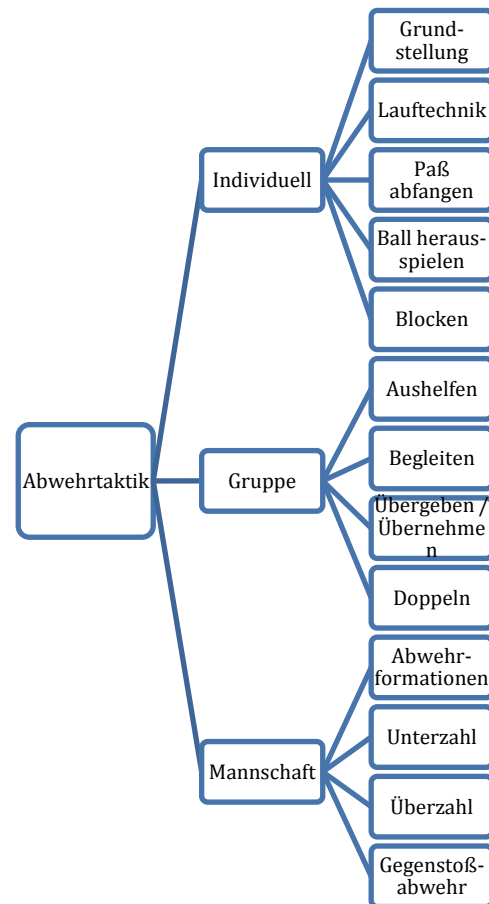 Abwehrtaktik
Individuell
Grund-
stellung
Lauftechnik
Paß
abfangen
Ball heraus-
spielen
Blocken
Gruppe
Aushelfen
Begleiten
Übergeben /
Übernehme
n
Doppeln
Mannschaft
Abwehr-
formationen
Unterzahl
Überzahl
Gegenstoß-
abwehr